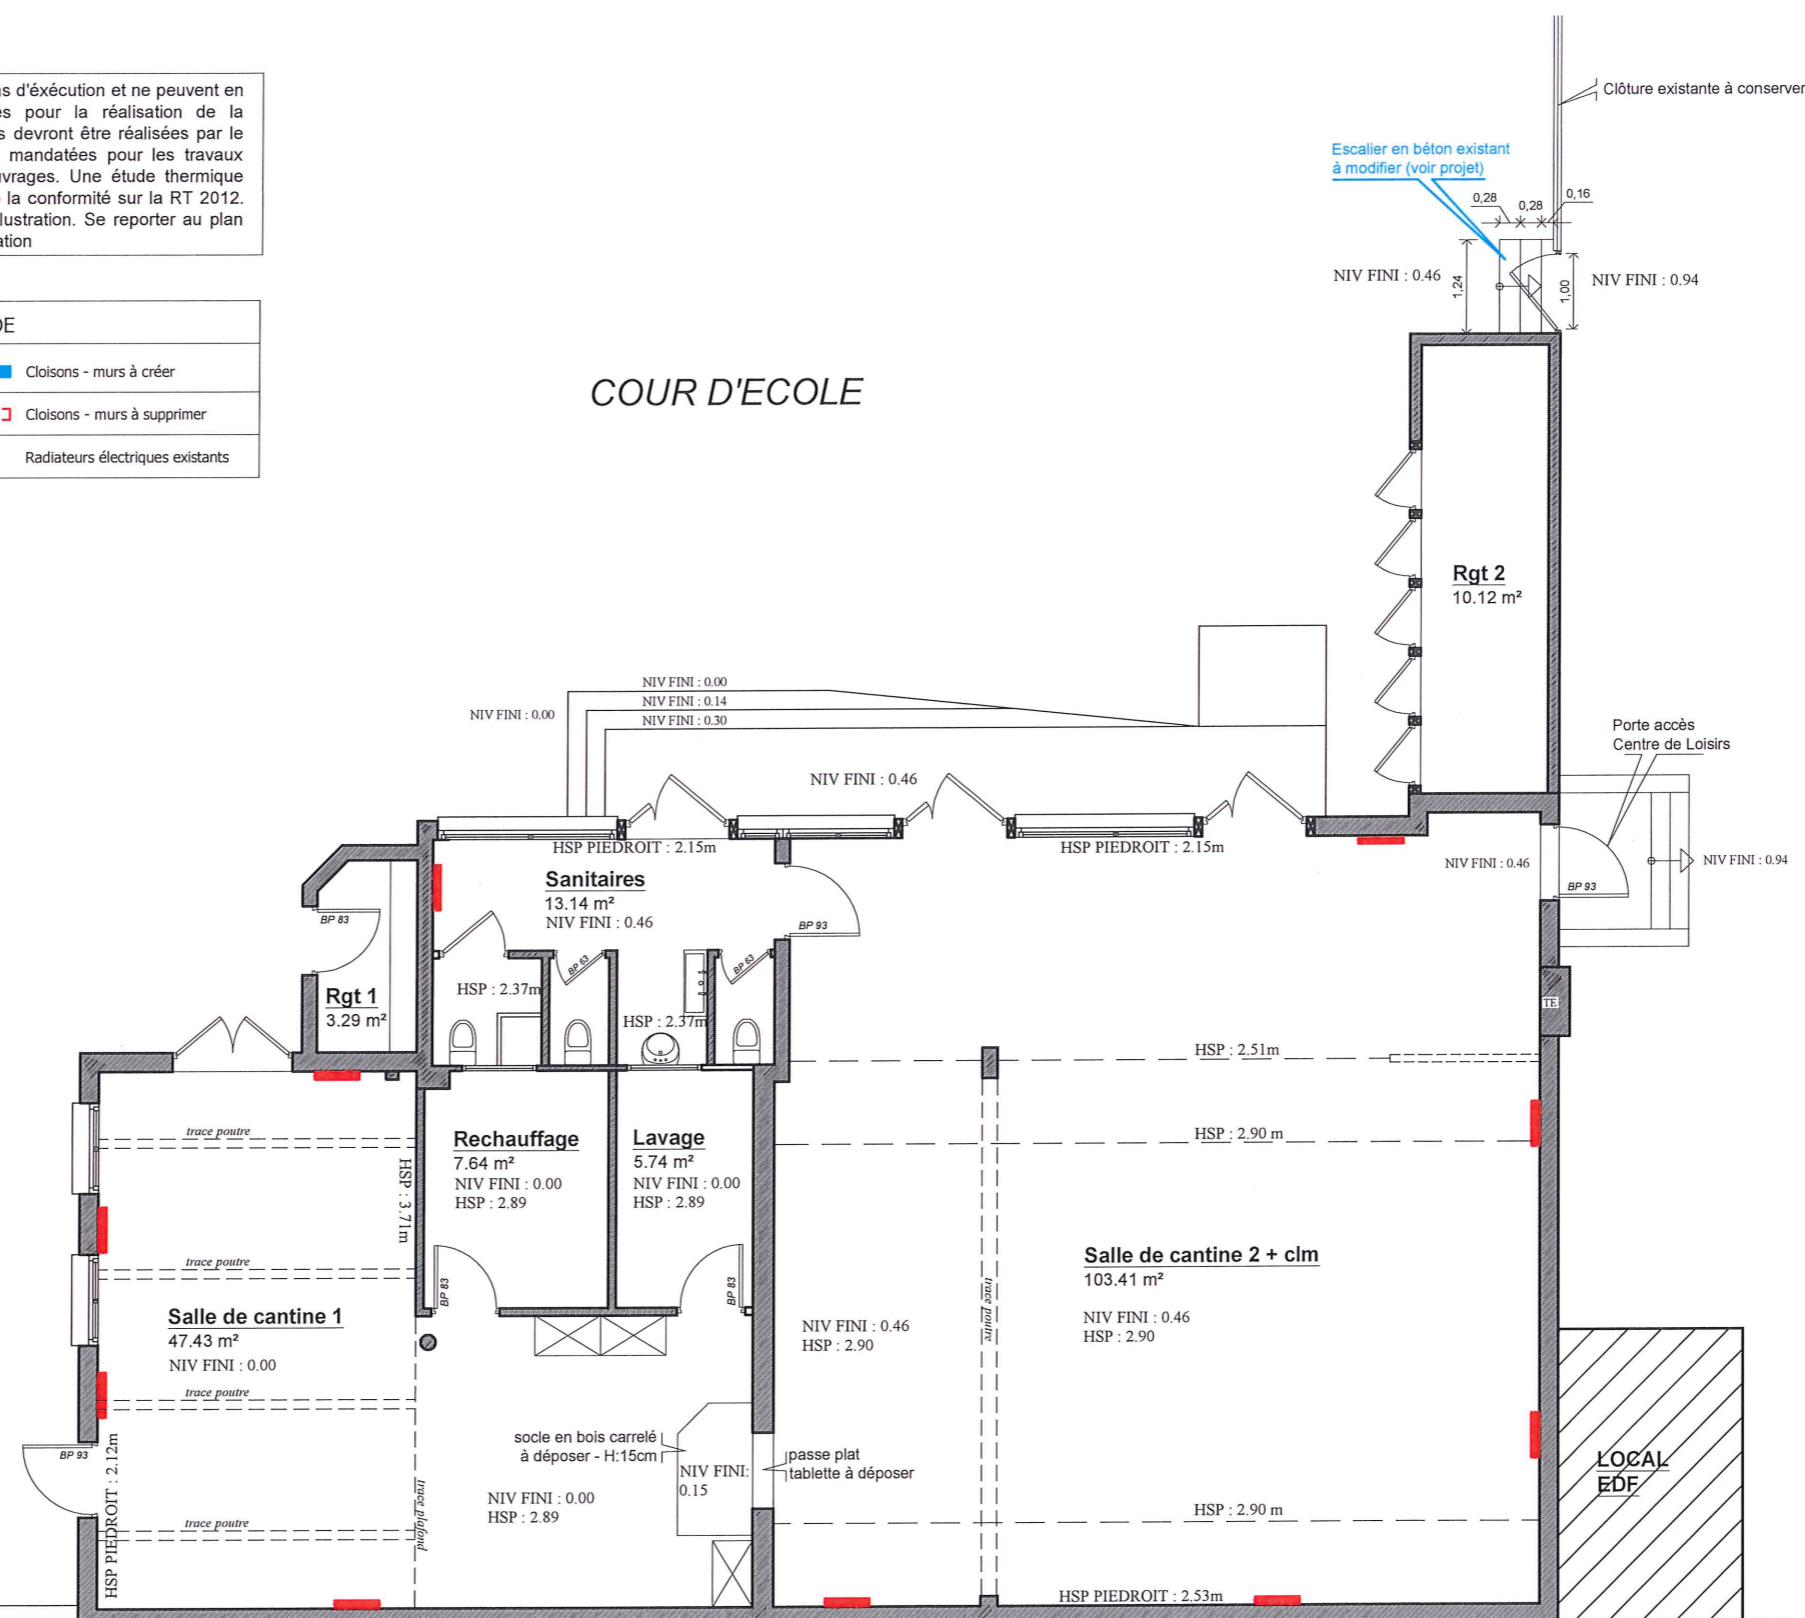 s d'éxécution et ne peuvent en
és pour la réalisation de la
s devront être réalisées par le
mandatées pour les travaux
uvrages. Une étude thermique
la conformité sur la RT 2012.
lustration. Se reporter au plan
ation
DE
Cloisons - murs à créer
Cloisons - murs à supprimer
Radiateurs électriques existants
COUR D'ECOLE
Clôture existante à conserver
Escalier en béton existant
à modifier (voir projet)
0,28
0,28
0,16
NIV FINI : 0.46
1,24
1,00
NIV FINI : 0.94
Rgt 2
10.12 m²
NIV FINI : 0.00
NIV FINI : 0.00
NIV FINI : 0.14
NIV FINI : 0.30
NIV FINI : 0.46
Porte accès
Centre de Loisirs
HSP PIEDROIT : 2.15m
HSP PIEDROIT : 2.15m
NIV FINI : 0.46
BP 93
NIV FINI : 0.94
Sanitaires
13.14 m²
NIV FINI : 0.46
BP 93
BP 83
BP 63
BP 63
Rgt 1
3.29 m²
HSP : 2.37m
HSP : 2.37m
TE
HSP : 2.51m
HSP : 2.90 m
trace poutre
HSP : 3.71m
Rechauffage
7.64 m²
NIV FINI : 0.00
HSP : 2.89
Lavage
5.74 m²
NIV FINI : 0.00
HSP : 2.89
BP 83
BP 83
trace poutre
Salle de cantine 1
47.43 m²
NIV FINI : 0.00
trace poutre
Salle de cantine 2 + clm
103.41 m²
NIV FINI : 0.46
HSP : 2.90
NIV FINI : 0.46
HSP : 2.90
trace poutre
BP 93
HSP PIEDROIT : 2.12m
trace poutre
trace plafond
socle en bois carrelé
à déposer - H:15cm
NIV FINI:
0.15
passe plat
tablette à déposer
NIV FINI : 0.00
HSP : 2.89
HSP : 2.90 m
HSP PIEDROIT : 2.53m
LOCAL
EDF